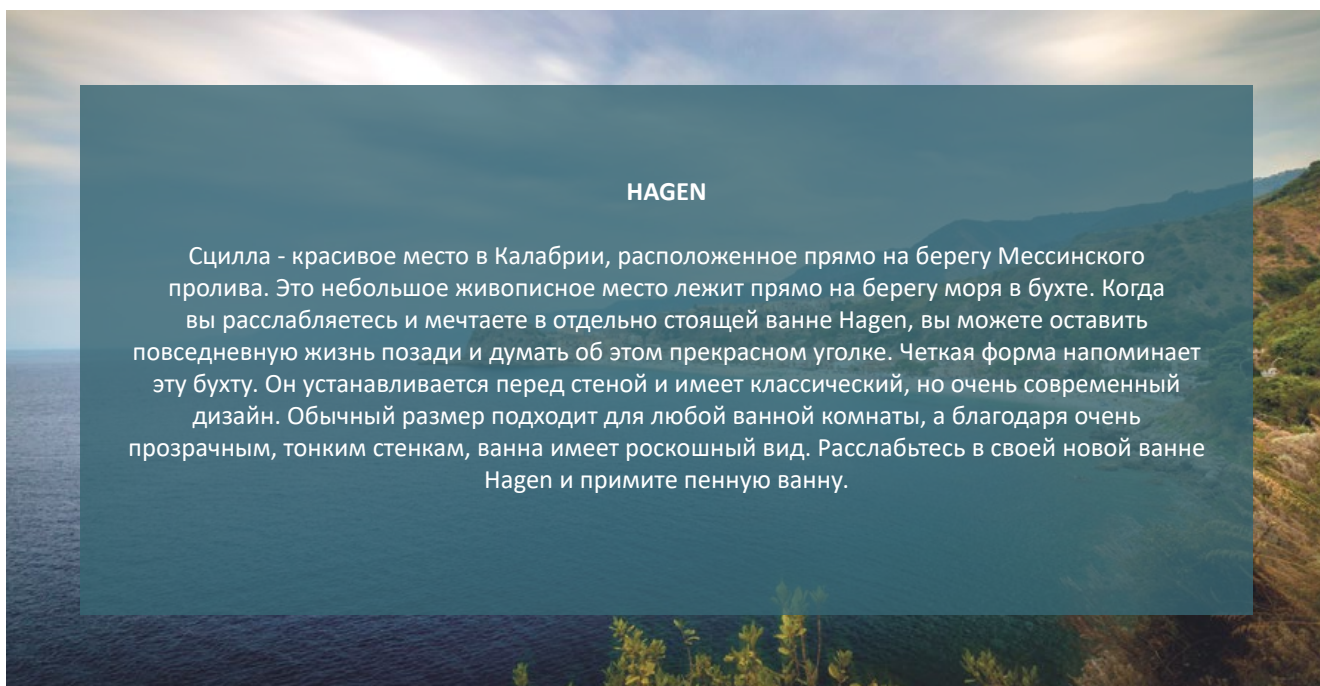 HAGEN
Сцилла - красивое место в Калабрии, расположенное прямо на берегу Мессинского
пролива. Это небольшое живописное место лежит прямо на берегу моря в бухте. Когда
вы расслабляетесь и мечтаете в отдельно стоящей ванне Hagen, вы можете оставить
повседневную жизнь позади и думать об этом прекрасном уголке. Четкая форма напоминает
эту бухту. Он устанавливается перед стеной и имеет классический, но очень современный
дизайн. Обычный размер подходит для любой ванной комнаты, а благодаря очень
прозрачным, тонким стенкам, ванна имеет роскошный вид. Расслабьтесь в своей новой ванне
Hagen и примите пенную ванну.